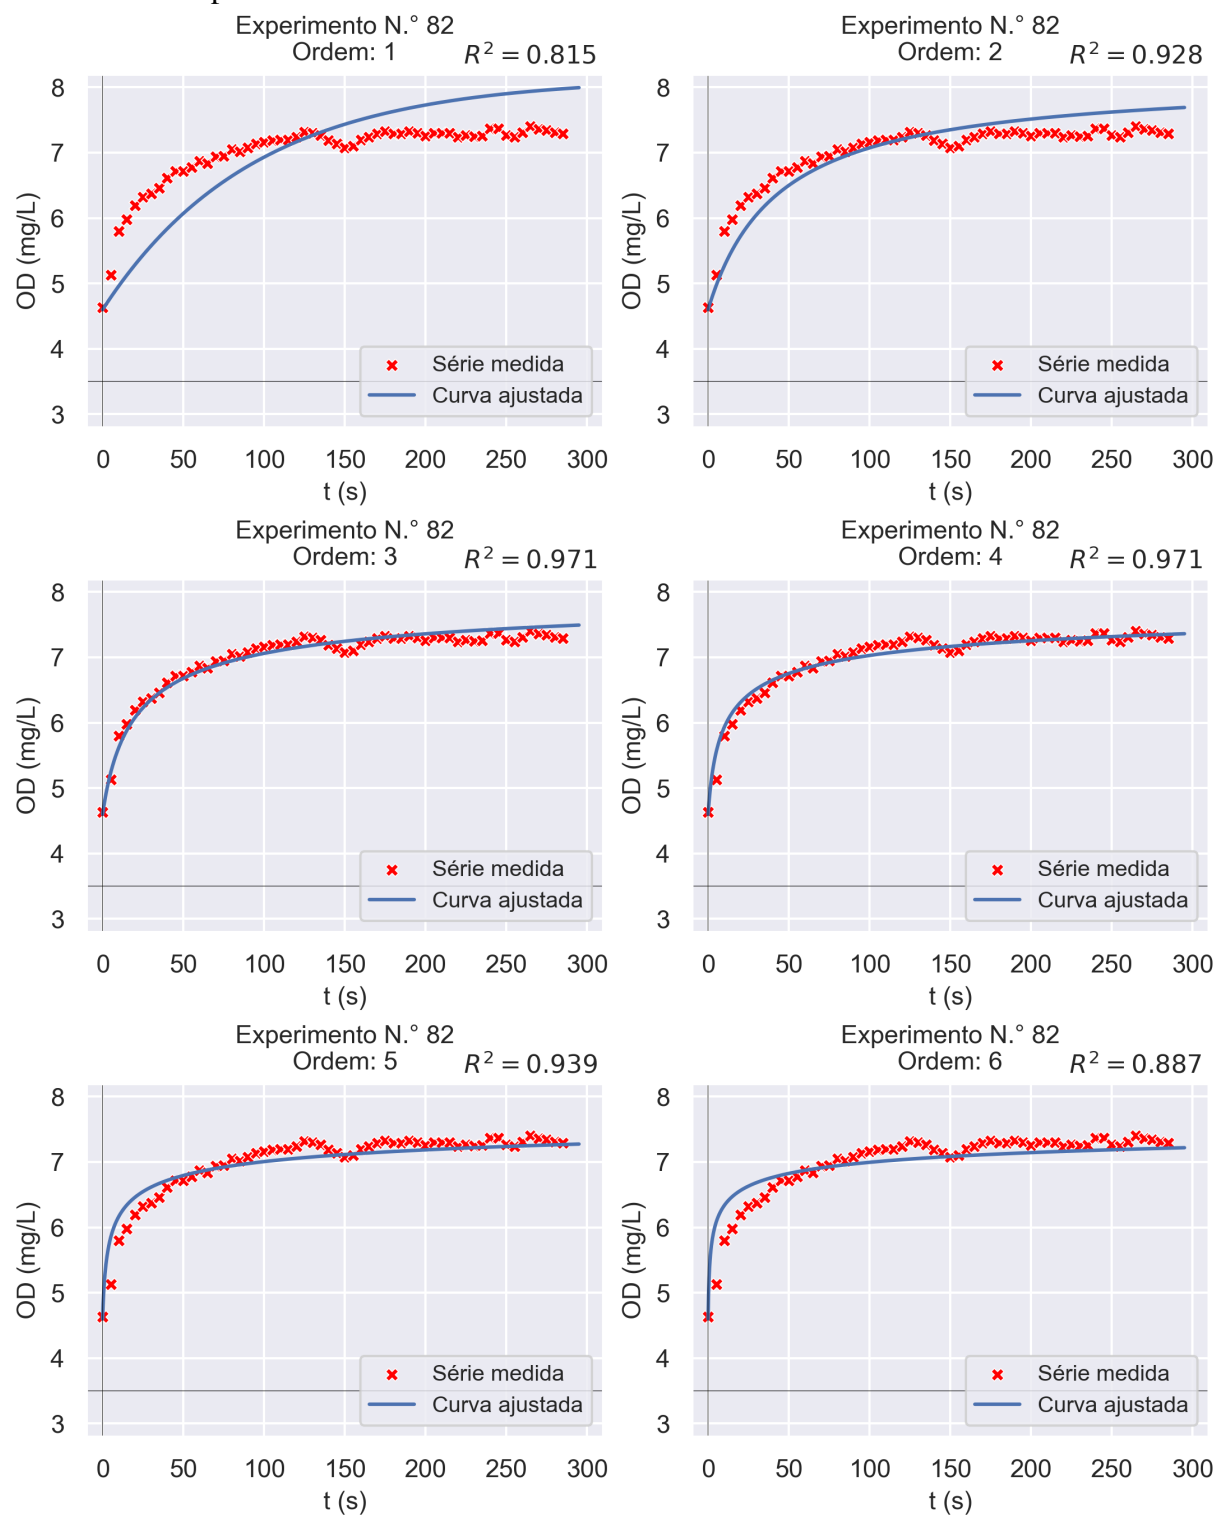 Experimento N.° 82
Ordem: 1 R² = 0.815
8
7
6
5
4
3
OD (mg/L)
Série medida
Curva ajustada
0 50 100 150 200 250 300
t (s)
Experimento N.° 82
Ordem: 2 R² = 0.928
8
7
6
5
4
3
OD (mg/L)
Série medida
Curva ajustada
0 50 100 150 200 250 300
t (s)
Experimento N.° 82
Ordem: 3 R² = 0.971
8
7
6
5
4
3
OD (mg/L)
Série medida
Curva ajustada
0 50 100 150 200 250 300
t (s)
Experimento N.° 82
Ordem: 4 R² = 0.971
8
7
6
5
4
3
OD (mg/L)
Série medida
Curva ajustada
0 50 100 150 200 250 300
t (s)
Experimento N.° 82
Ordem: 5 R² = 0.939
8
7
6
5
4
3
OD (mg/L)
Série medida
Curva ajustada
0 50 100 150 200 250 300
t (s)
Experimento N.° 82
Ordem: 6 R² = 0.887
8
7
6
5
4
3
OD (mg/L)
Série medida
Curva ajustada
0 50 100 150 200 250 300
t (s)